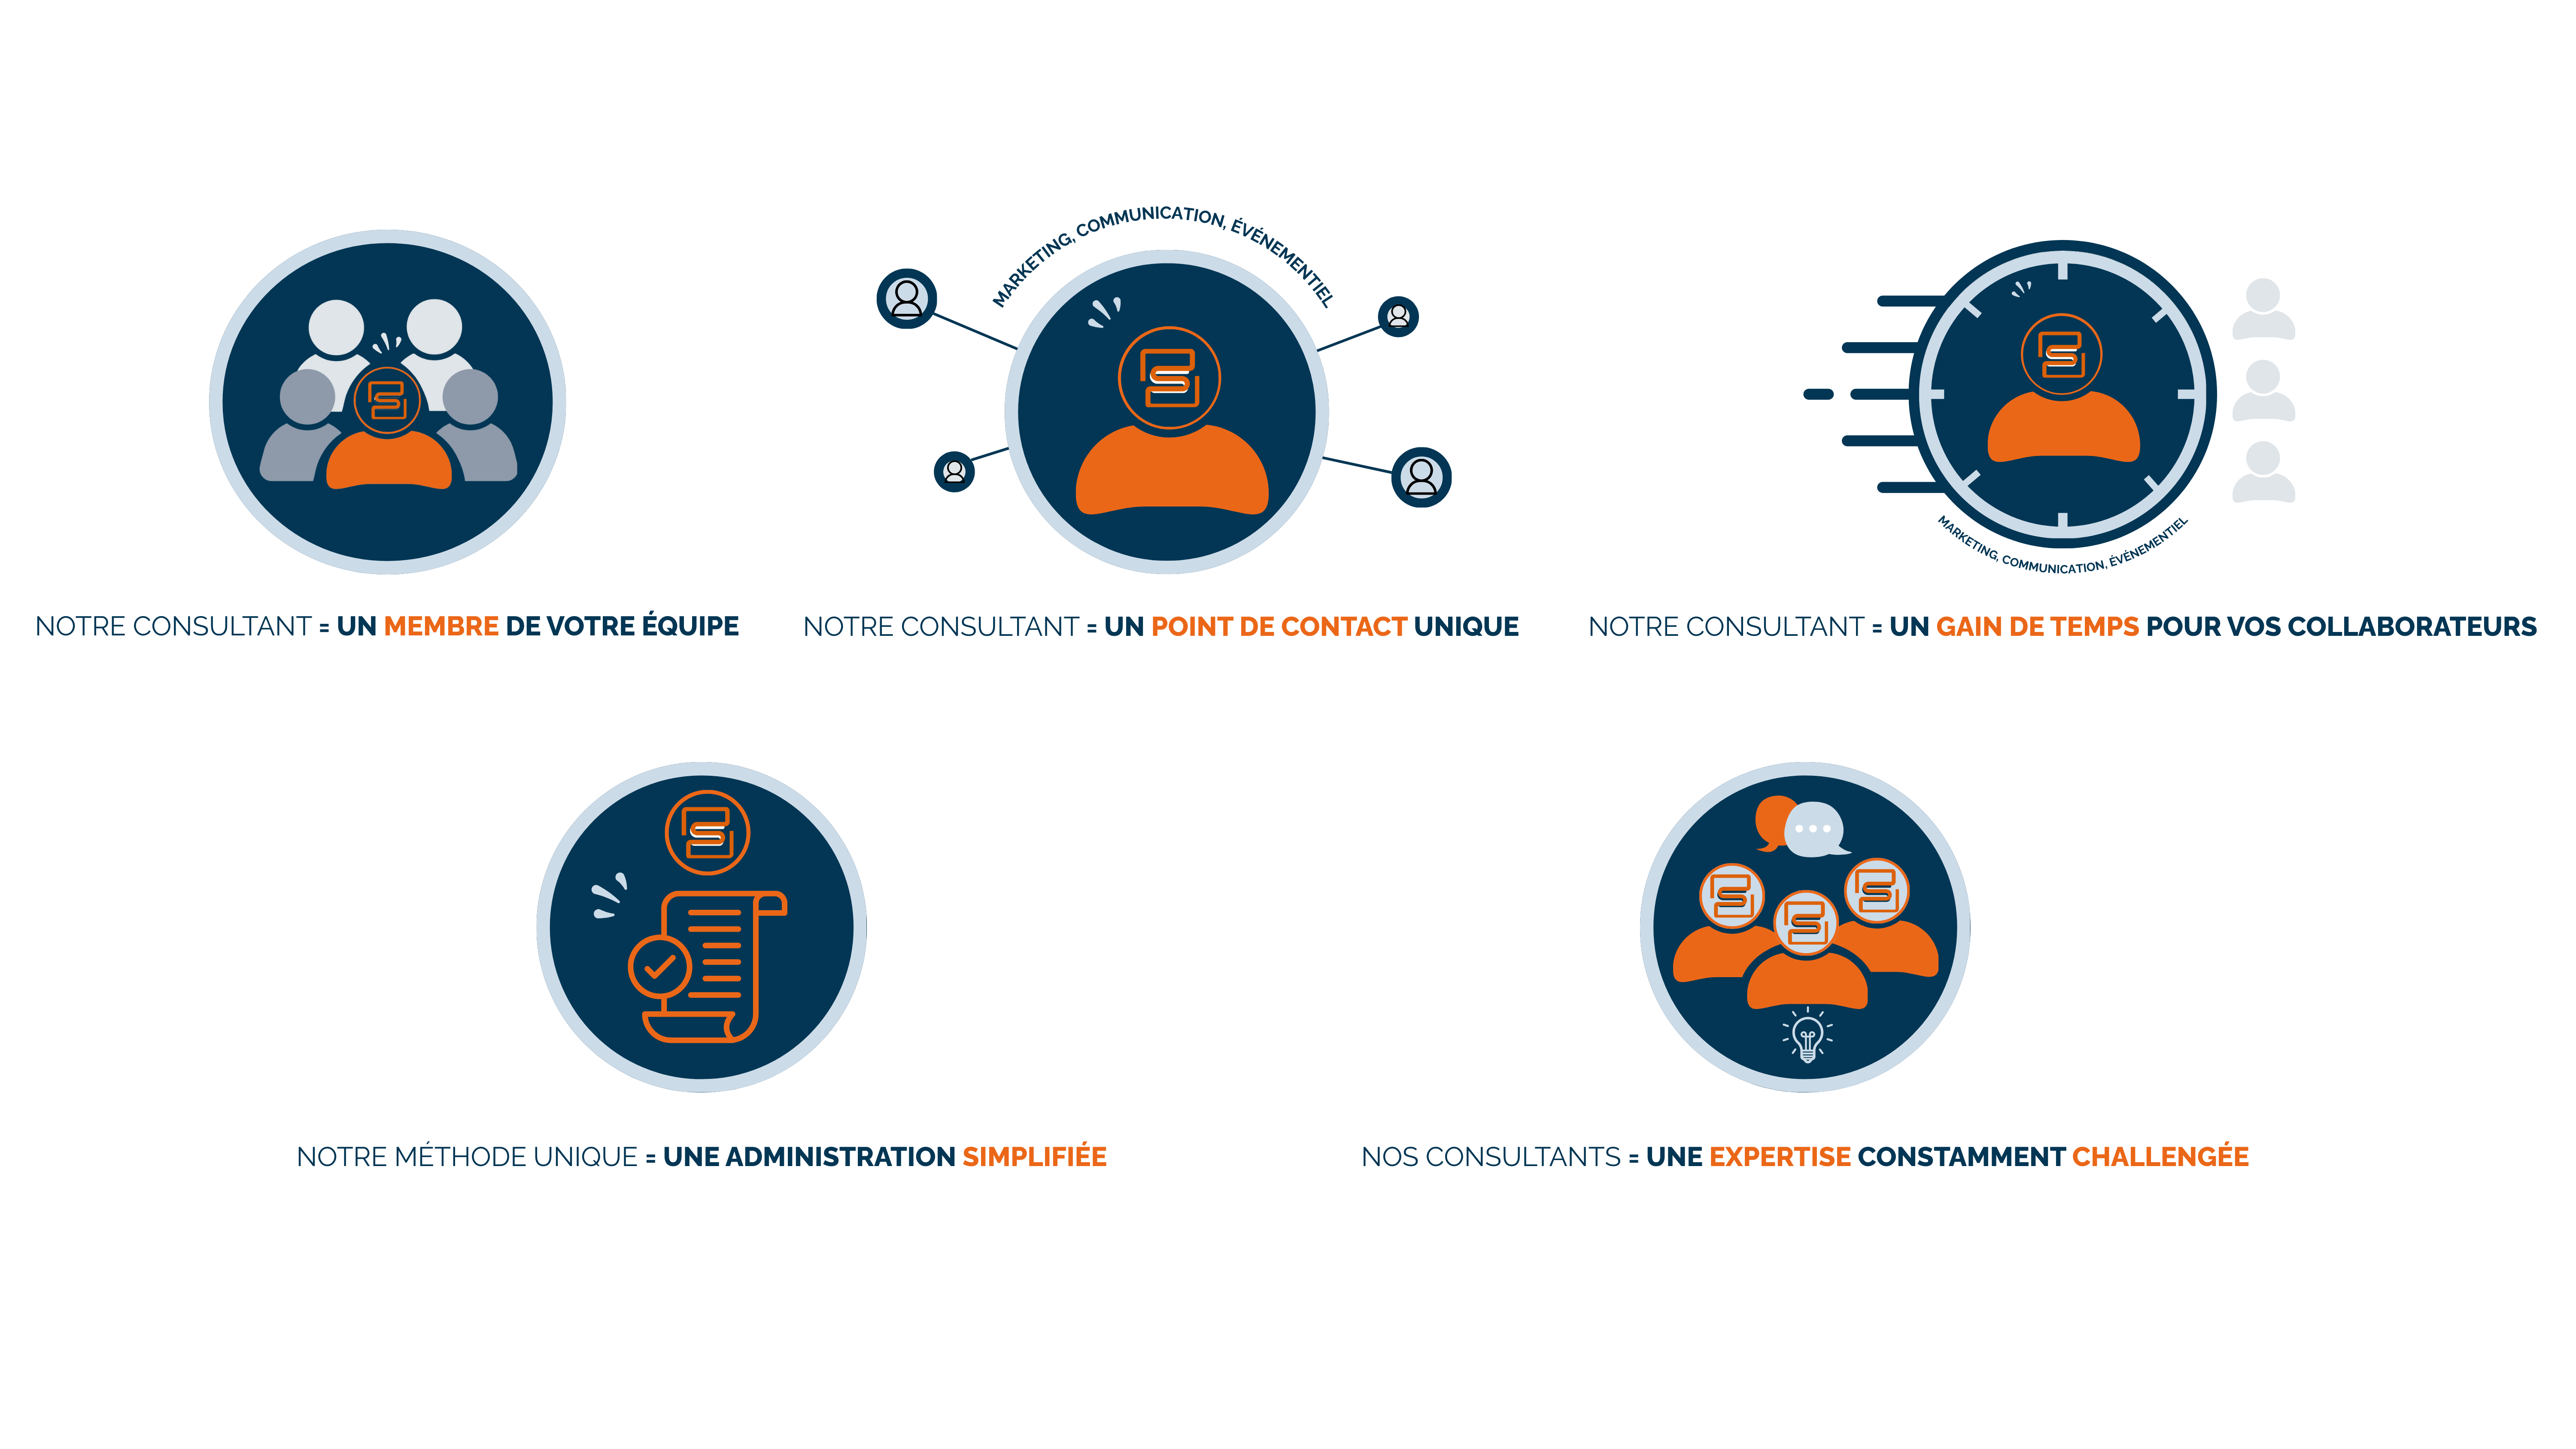 MARKETING, COMMUNICATION, ÉVÉNEMENTIEL
MARKETING, COMMUNICATION, ÉVÉNEMENTIEL
NOTRE CONSULTANT = UN MEMBRE DE VOTRE ÉQUIPE
NOTRE CONSULTANT = UN POINT DE CONTACT UNIQUE
NOTRE CONSULTANT = UN GAIN DE TEMPS POUR VOS COLLABORATEURS
NOTRE MÉTHODE UNIQUE = UNE ADMINISTRATION SIMPLIFIÉE
NOS CONSULTANTS = UNE EXPERTISE CONSTAMMENT CHALLENGÉE